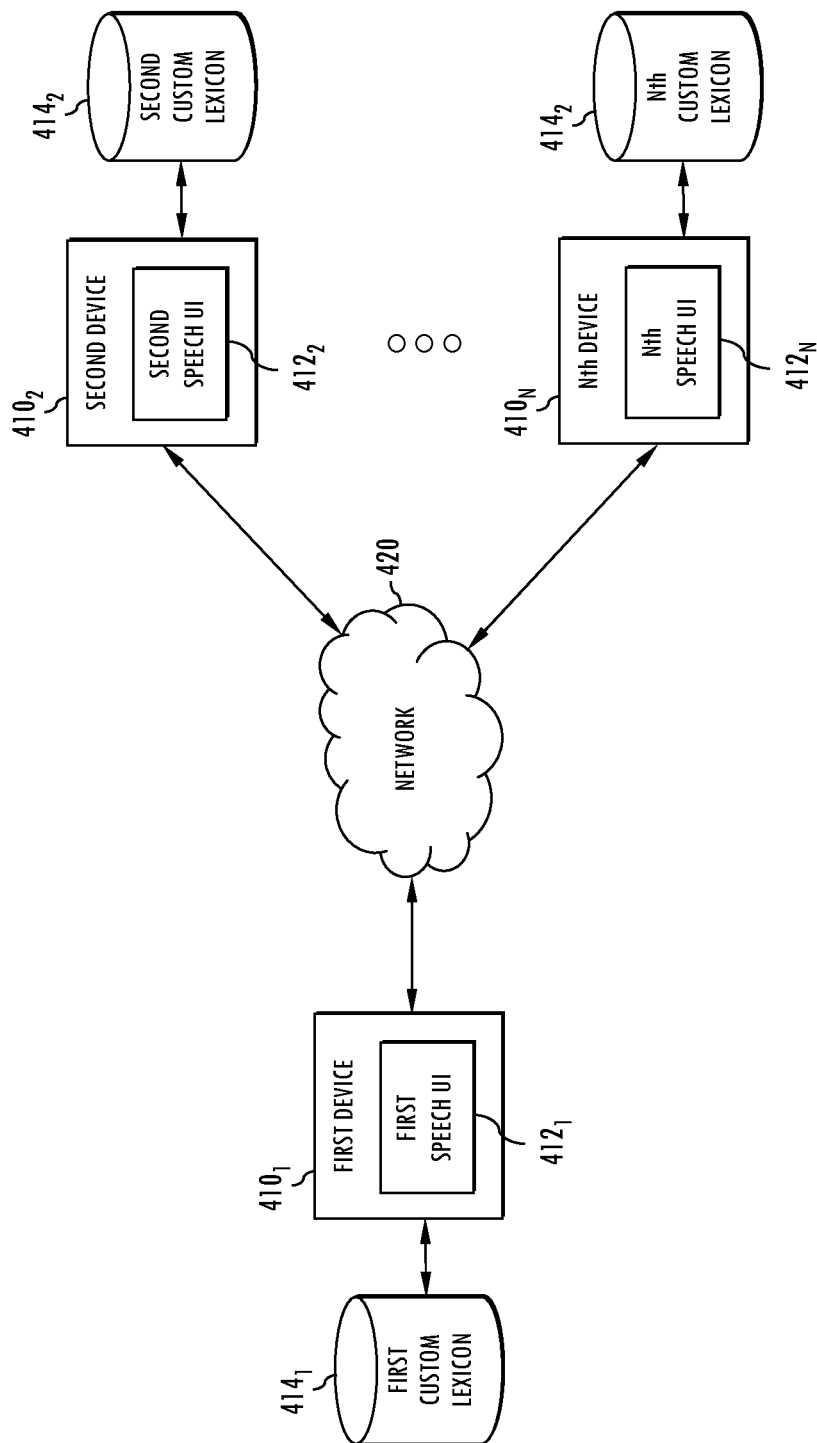 414₁
FIRST
CUSTOM
LEXICON
410₁
FIRST DEVICE
FIRST
SPEECH UI
412₁
420
NETWORK
410₂
SECOND DEVICE
SECOND
SPEECH UI
412₂
414₂
SECOND
CUSTOM
LEXICON
410N
Nth DEVICE
Nth
SPEECH UI
412N
414₂
Nth
CUSTOM
LEXICON